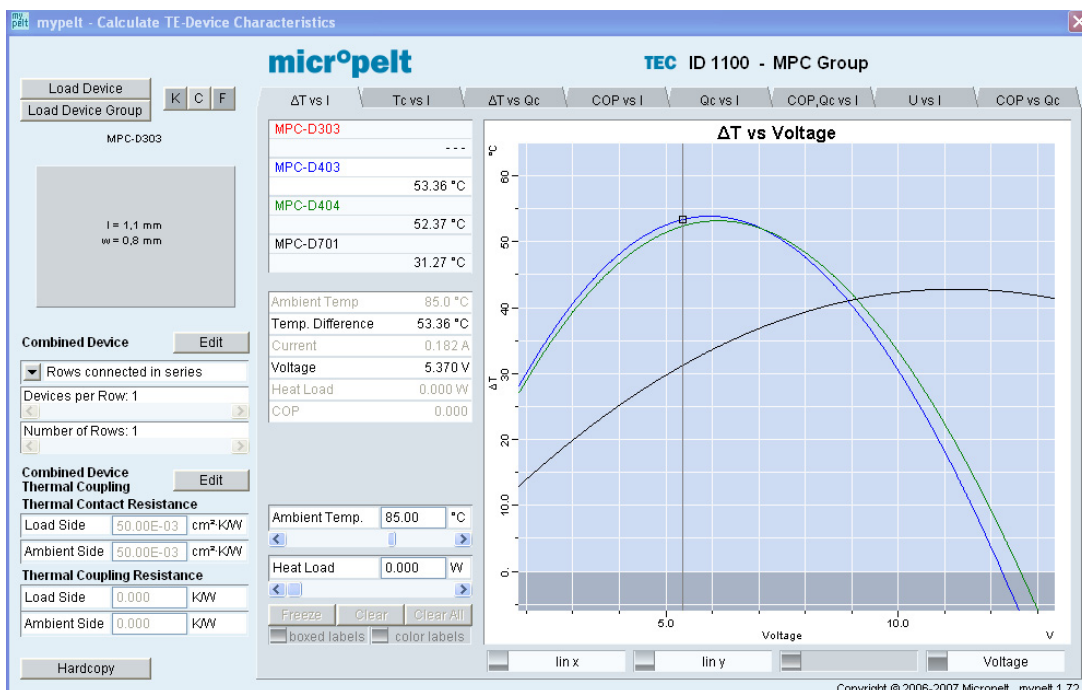 my pelt mypelt - Calculate TE-Device Characteristics
micropelt
TEC ID 1100 - MPC Group
Load Device
Load Device Group
K C F
MPC-D303
l = 1,1 mm
w = 0,8 mm
Combined Device Edit
Rows connected in series
Devices per Row: 1
Number of Rows: 1
Combined Device
Thermal Coupling Edit
Thermal Contact Resistance
Load Side 50.00E-03 cm²·K/W
Ambient Side 50.00E-03 cm²·K/W
Thermal Coupling Resistance
Load Side 0.000 K/W
Ambient Side 0.000 K/W
Hardcopy
ΔT vs I Tc vs I ΔT vs Qc COP vs I Qc vs I COP,Qc vs I U vs I COP vs Qc
MPC-D303
---
MPC-D403
53.36 °C
MPC-D404
52.37 °C
MPC-D701
31.27 °C
Ambient Temp 85.0 °C
Temp. Difference 53.36 °C
Current 0.182 A
Voltage 5.370 V
Heat Load 0.000 W
COP 0.000
Ambient Temp. 85.00 °C
Heat Load 0.000 W
Freeze Clear Clear All
boxed labels color labels
ΔT vs Voltage
°C
60
50
40
ΔT 30
20
10.0
0.
5.0 10.0
Voltage V
lin x lin y Voltage
Copyright @ 2006-2007 Micropelt mypelt 1.72